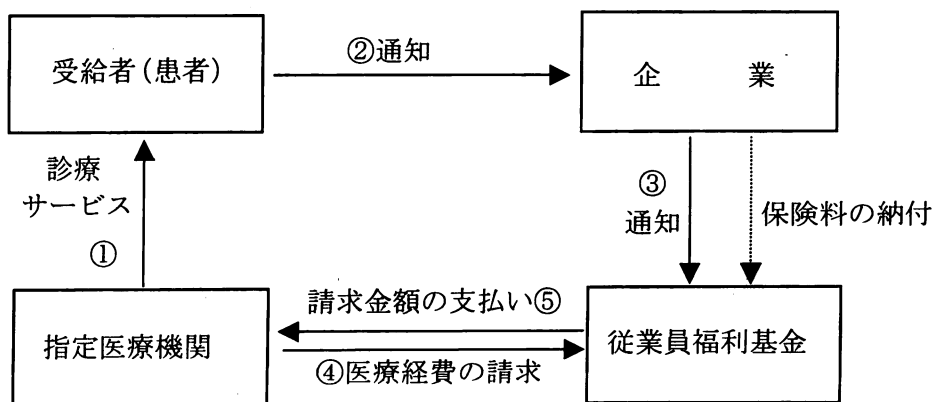 ②通知
受給者(患者)
企 業
診療
サービス
①
③
通知
保険料の納付
請求金額の支払い⑤
指定医療機関
従業員福利基金
④医療経費の請求